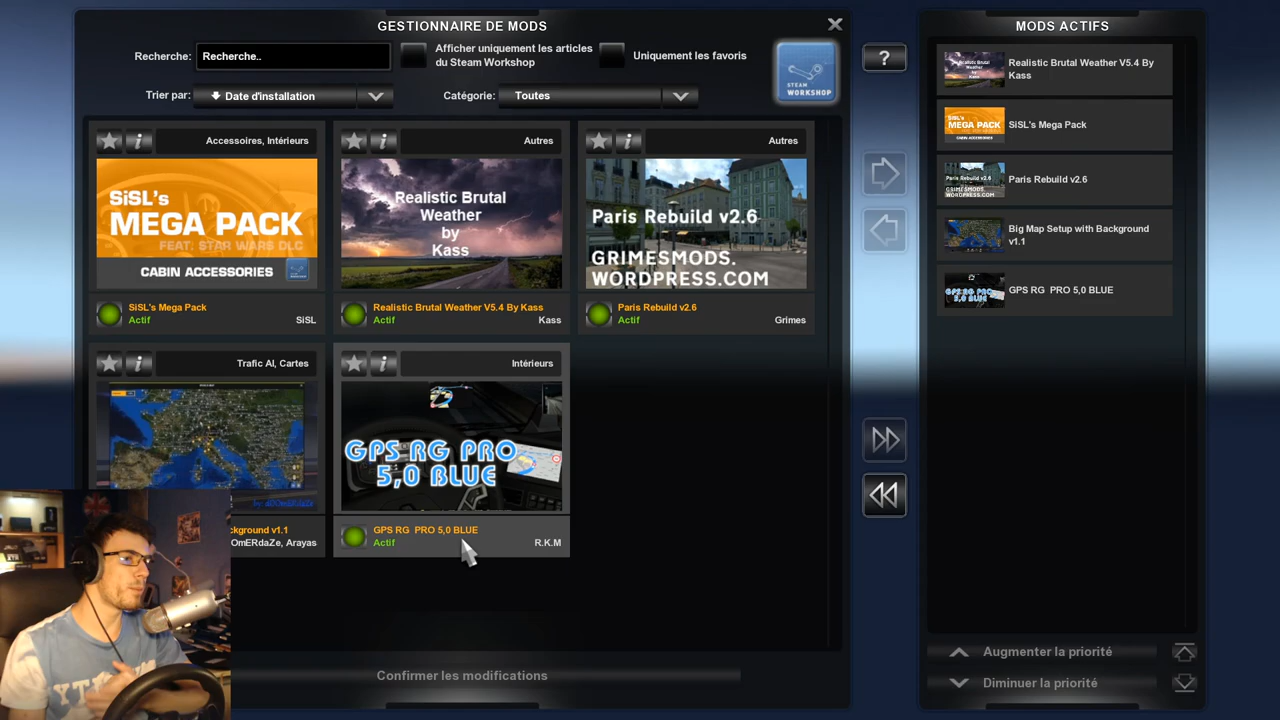 GESTIONNAIRE DE MODS
Recherche:
Recherche..
Afficher uniquement les articles
du Steam Workshop
Uniquement les favoris
STEAM
WORKSHOP
Trier par:
Date d'installation
Catégorie:
Toutes
Accessoires, Intérieurs
SiSL's
MEGA PACK
FEAT. STAR WARS DLC
CABIN ACCESSORIES
SiSL's Mega Pack
Actif
SiSL
Autres
Realistic Brutal
Weather
by
Kass
Realistic Brutal Weather V5.4 By Kass
Actif
Kass
Autres
Paris Rebuild v2.6
GRIMESMODS.
WORDPRESS.COM
Paris Rebuild v2.6
Actif
Grimes
Trafic AI, Cartes
ckground v1.1
OmERdaZe, Arayas
Intérieurs
GPS RG PRO
5,0 BLUE
GPS RG PRO 5,0 BLUE
Actif
R.K.M
Confirmer les modifications
?
MODS ACTIFS
Realistic Brutal Weather V5.4 By
Kass
SiSL's Mega Pack
Paris Rebuild v2.6
Big Map Setup with Background
v1.1
GPS RG PRO 5,0 BLUE
Augmenter la priorité
Diminuer la priorité